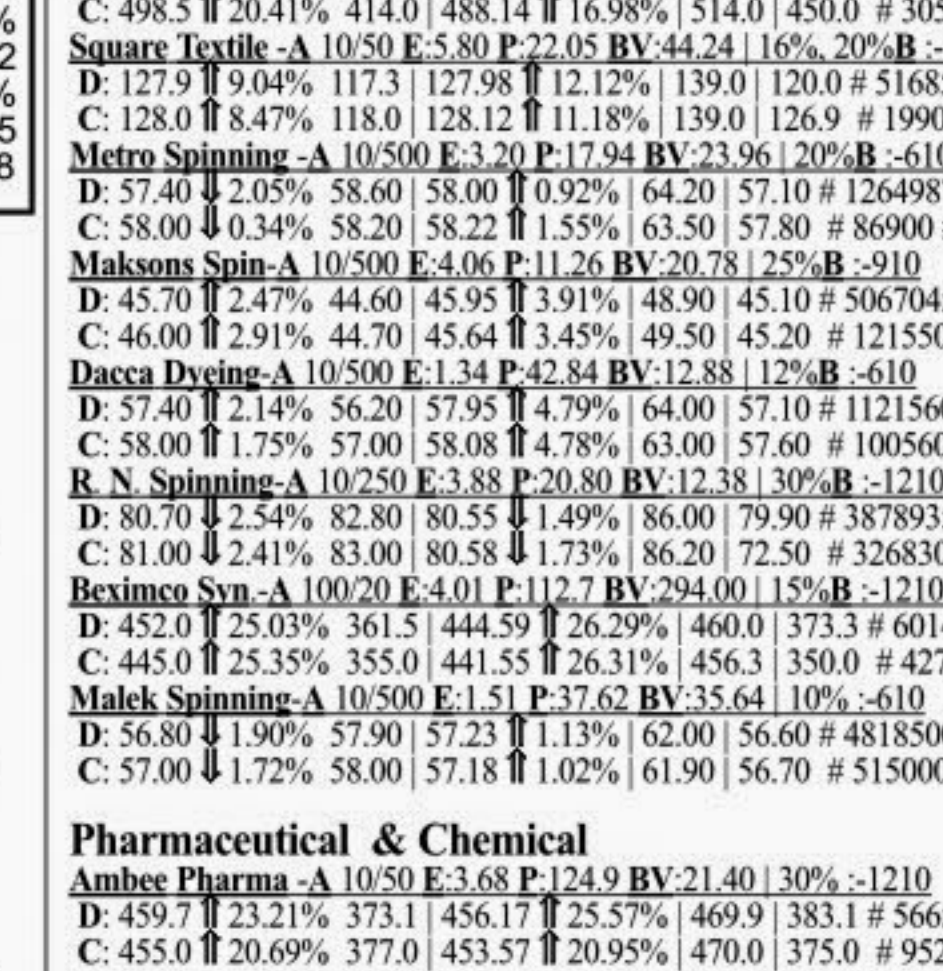 %
2
%
5
8
C: 498.5 ⇑ 20.41% 414.0 | 488.14 ⇑ 16.98% | 514.0 | 450.0 # 305
Square Textile -A 10/50 E:5.80 P:22.05 BV:44.24 | 16%, 20%B :-
D: 127.9 ⇑ 9.04% 117.3 | 127.98 ⇑ 12.12% | 139.0 | 120.0 # 5168
C: 128.0 ⇑ 8.47% 118.0 | 128.12 ⇑ 11.18% | 139.0 | 126.9 # 1990
Metro Spinning -A 10/500 E:3.20 P:17.94 BV:23.96 | 20%B :-610
D: 57.40 ⇓ 2.05% 58.60 | 58.00 ⇑ 0.92% | 64.20 | 57.10 # 126498
C: 58.00 ⇓ 0.34% 58.20 | 58.22 ⇑ 1.55% | 63.50 | 57.80 # 86900
Maksons Spin-A 10/500 E:4.06 P:11.26 BV:20.78 | 25%B :-910
D: 45.70 ⇑ 2.47% 44.60 | 45.95 ⇑ 3.91% | 48.90 | 45.10 # 506704
C: 46.00 ⇑ 2.91% 44.70 | 45.64 ⇑ 3.45% | 49.50 | 45.20 # 121550
Dacca Dyeing-A 10/500 E:1.34 P:42.84 BV:12.88 | 12%B :-610
D: 57.40 ⇑ 2.14% 56.20 | 57.95 ⇑ 4.79% | 64.00 | 57.10 # 112156
C: 58.00 ⇑ 1.75% 57.00 | 58.08 ⇑ 4.78% | 63.00 | 57.60 # 100560
R. N. Spinning-A 10/250 E:3.88 P:20.80 BV:12.38 | 30%B :-1210
D: 80.70 ⇓ 2.54% 82.80 | 80.55 ⇓ 1.49% | 86.00 | 79.90 # 387893
C: 81.00 ⇓ 2.41% 83.00 | 80.58 ⇓ 1.73% | 86.20 | 72.50 # 326830
Beximco Syn.-A 100/20 E:4.01 P:112.7 BV:294.00 | 15%B :-1210
D: 452.0 ⇑ 25.03% 361.5 | 444.59 ⇑ 26.29% | 460.0 | 373.3 # 601
C: 445.0 ⇑ 25.35% 355.0 | 441.55 ⇑ 26.31% | 456.3 | 350.0 # 427
Malek Spinning-A 10/500 E:1.51 P:37.62 BV:35.64 | 10% :-610
D: 56.80 ⇓ 1.90% 57.90 | 57.23 ⇑ 1.13% | 62.00 | 56.60 # 481850
C: 57.00 ⇓ 1.72% 58.00 | 57.18 ⇑ 1.02% | 61.90 | 56.70 # 515000
Pharmaceutical & Chemical
Ambee Pharma -A 10/50 E:3.68 P:124.9 BV:21.40 | 30% :-1210
D: 459.7 ⇑ 23.21% 373.1 | 456.17 ⇑ 25.57% | 469.9 | 383.1 # 566
C: 455.0 ⇑ 20.69% 377.0 | 453.57 ⇑ 20.95% | 470.0 | 375.0 # 952